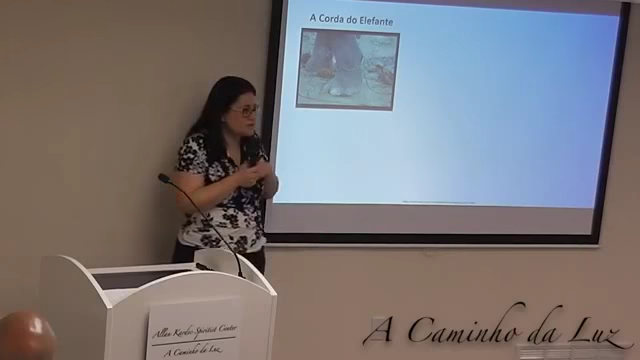 A Corda do Elefante
Allan Kardec Spiritist Center
A Caminho da Luz
A Caminho da Luz